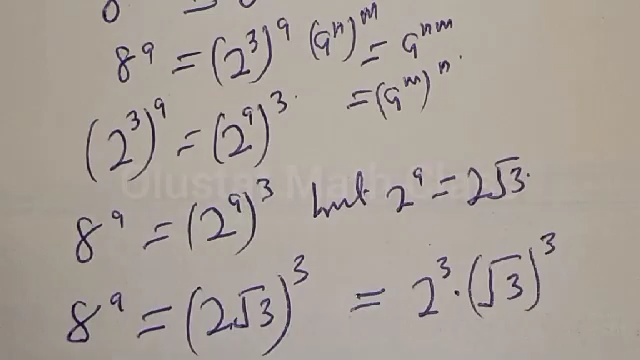 8^a = (2^3)^a (a^n)^m = a^{nm}
(2^3)^a = (2^a)^3. = (a^m)^n.
8^a = (2^a)^3 but 2^a = 2√3.
8^a = (2√3)^3 = 2^3 · (√3)^3